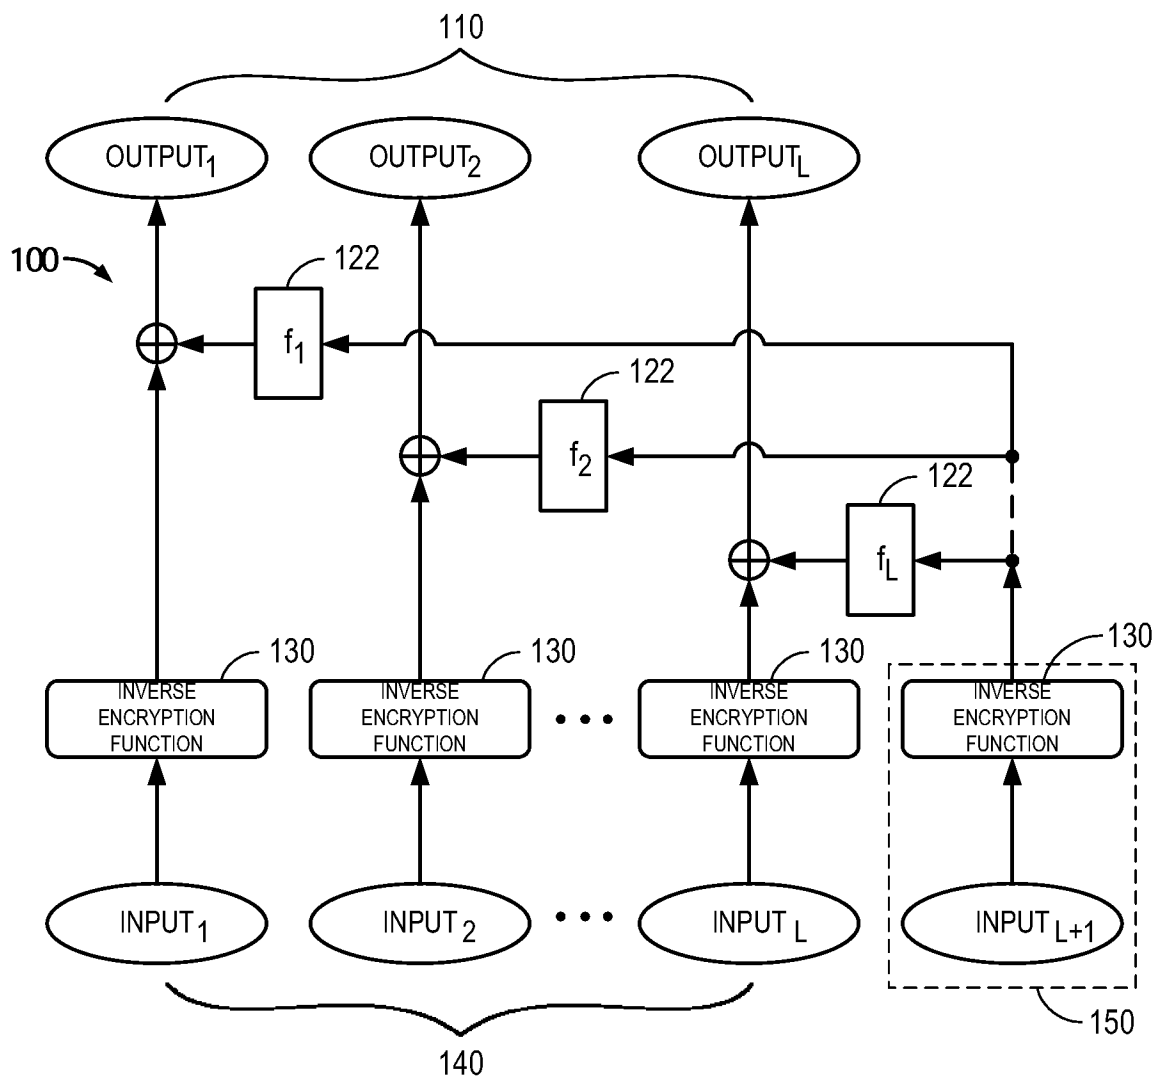 110
OUTPUT1 OUTPUT2 OUTPUTL
100 122
f1
122
f2
122
fL
130 130 130 130
INVERSE INVERSE INVERSE INVERSE
ENCRYPTION ENCRYPTION ENCRYPTION ENCRYPTION
FUNCTION FUNCTION ••• FUNCTION FUNCTION
INPUT1 INPUT2 ••• INPUTL INPUTL+1
150
140